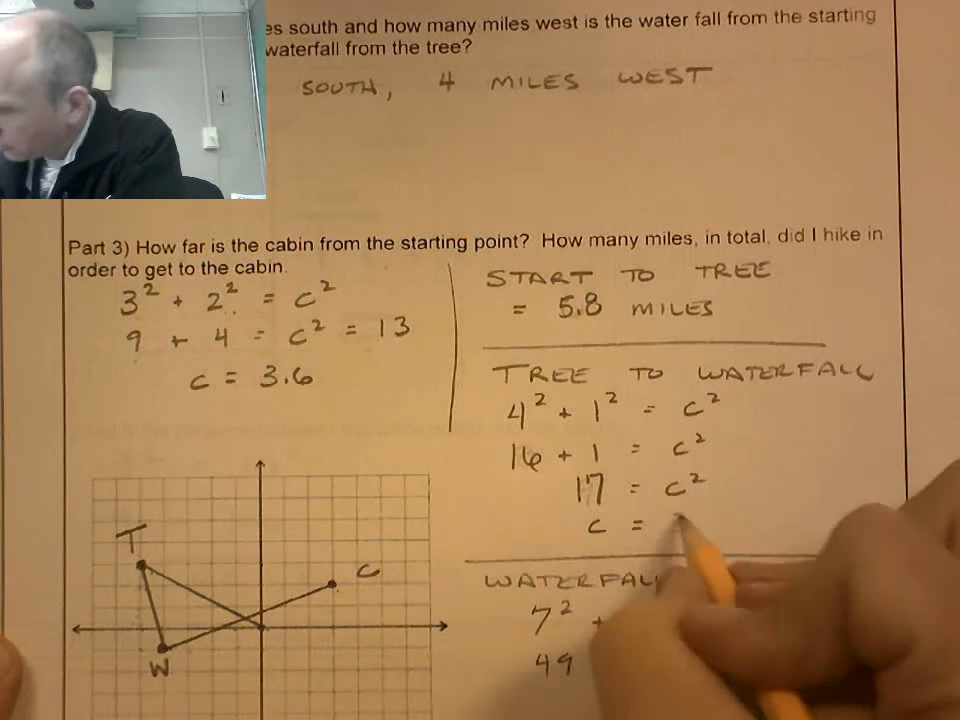 es south and how many miles west is the water fall from the starting
waterfall from the tree?
SOUTH, 4 MILES WEST
Part 3) How far is the cabin from the starting point? How many miles, in total, did I hike in
order to get to the cabin.
3² + 2² = c²
9 + 4 = c² = 13
c = 3.6
START TO TREE
= 5.8 MILES
TREE TO WATERFALL
4² + 1² = c²
16 + 1 = c²
17 = c²
c =
WATERFAL
7² +
49
T
C
W